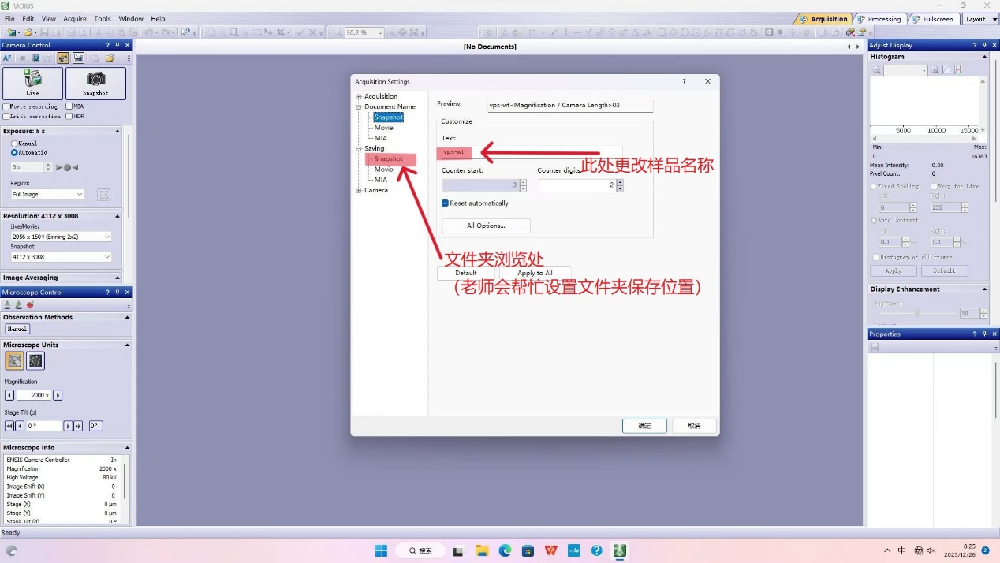 RADIUS
File Edit View Acquire Tools Window Help
Acquisition Processing Fullscreen Layout
30.2 %
Camera Control
[No Documents]
Adjust Display
AF
Live
Snapshot
Movie recording MIA
Drift correction HDR
Exposure: 5 s
Manual
Automatic
5 s
Region:
Full Image
Resolution: 4112 x 3008
Live/Movie:
2056 x 1504 (Binning 2x2)
Snapshot:
4112 x 3008
Image Averaging
Microscope Control
Observation Methods
Manual
Microscope Units
Magnification
2000 x
Stage Tilt (α)
0 °
0°
Microscope Info
EMSIS Camera Controller In
Magnification 2000 x
High Voltage 80 kV
Image Shift (X) 0
Image Shift (Y) 0
Stage (X) 0 µm
Stage (Y) 0 µm
Stage Tilt (α) 0 °
Ready
Acquisition Settings
Acquisition
Document Name
Snapshot
Movie
MIA
Saving
Snapshot
Movie
MIA
Camera
Preview: vps-wt<Magnification / Camera Length>03
Customize
Text:
vps-wt
此处更改样品名称
Counter start: Counter digits:
3 2
Reset automatically
All Options...
文件夹浏览处
Default Apply to All
（老师会帮忙设置文件夹保存位置）
确定 取消
Histogram
5000 10000 15000
Min: Max:
0 16383
Mean Intensity: 0.00
Pixel Count: 0
Fixed Scaling Keep for Live
Left: Right:
0 255
Auto Contrast
Left: Right:
0.1 % 0.1 %
Histogram of all frames
Apply Default
Display Enhancement
50
Properties
搜索
中
8:25
2023/12/26
2